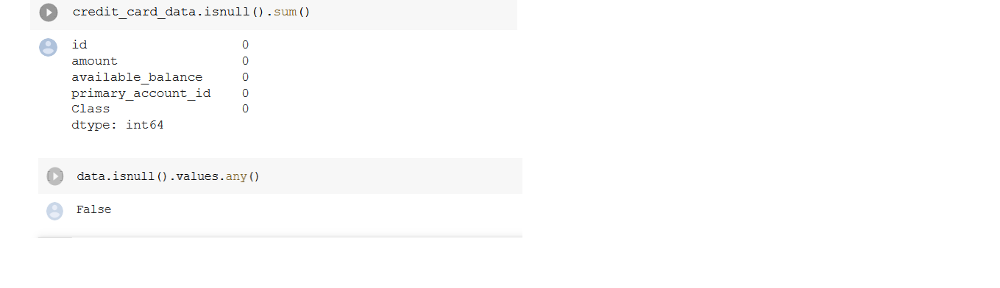 credit_card_data.isnull().sum()
id 0
amount 0
available_balance 0
primary_account_id 0
Class 0
dtype: int64
data.isnull().values.any()
False